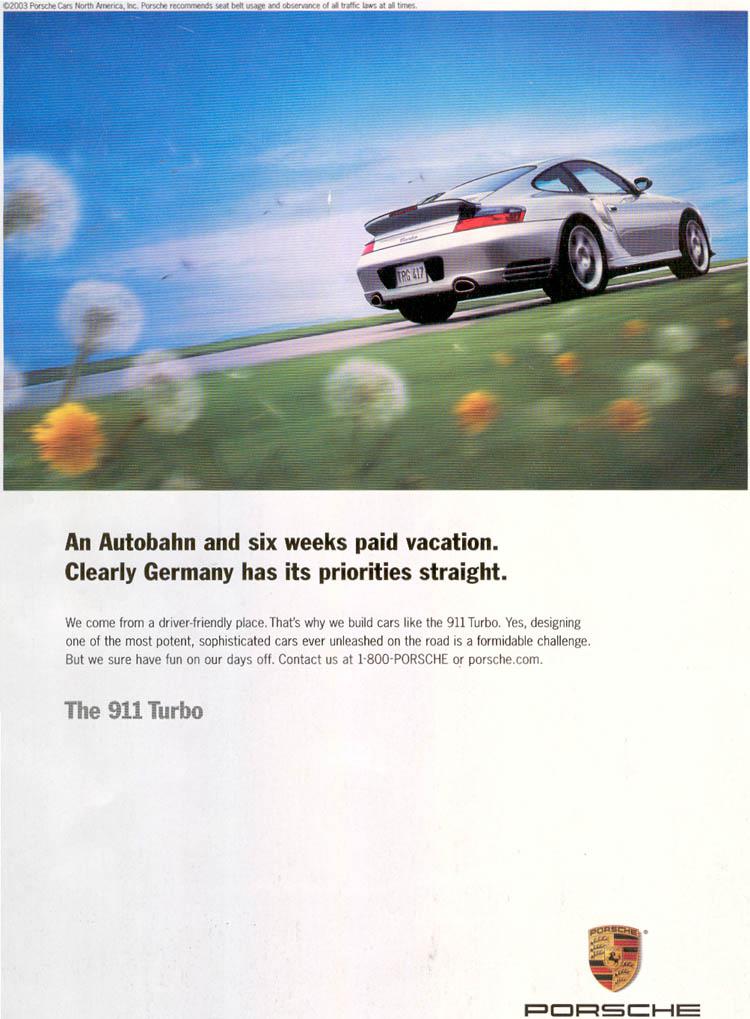 ©2003 Porsche Cars North America, Inc. Porsche recommends seat belt usage and observance of all traffic laws at all times.
turbo
TRG 417
An Autobahn and six weeks paid vacation.
Clearly Germany has its priorities straight.
We come from a driver-friendly place. That's why we build cars like the 911 Turbo. Yes, designing
one of the most potent, sophisticated cars ever unleashed on the road is a formidable challenge.
But we sure have fun on our days off. Contact us at 1-800-PORSCHE or porsche.com.
The 911 Turbo
PORSCHE
®
PORSCHE